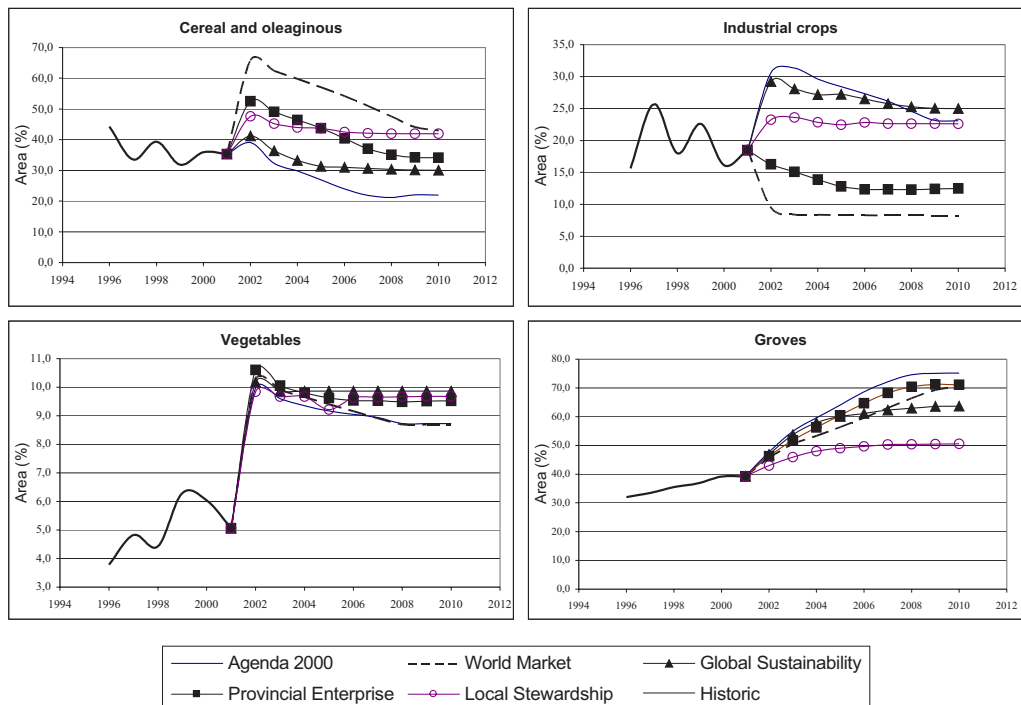 Cereal and oleaginous
70,0
60,0
50,0
40,0
30,0
20,0
10,0
0,0
Area (%)
1994 1996 1998 2000 2002 2004 2006 2008 2010 2012
Industrial crops
35,0
30,0
25,0
20,0
15,0
10,0
5,0
0,0
Area (%)
1994 1996 1998 2000 2002 2004 2006 2008 2010 2012
Vegetables
11,0
10,0
9,0
8,0
7,0
6,0
5,0
4,0
3,0
Area (%)
1994 1996 1998 2000 2002 2004 2006 2008 2010 2012
Groves
80,0
70,0
60,0
50,0
40,0
30,0
20,0
10,0
0,0
Area (%)
1994 1996 1998 2000 2002 2004 2006 2008 2010 2012
Agenda 2000 World Market Global Sustainability
Provincial Enterprise Local Stewardship Historic